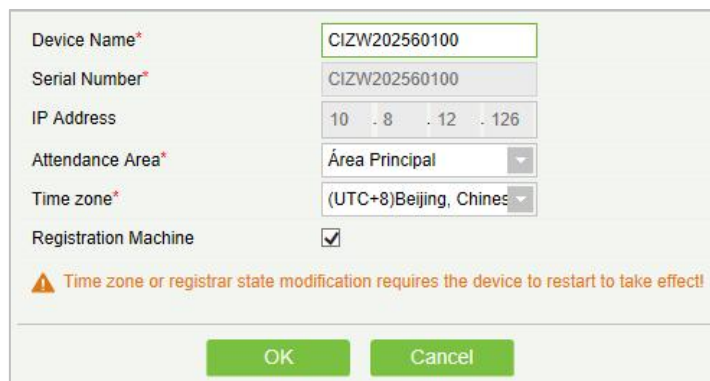 Device Name* CIZW202560100
Serial Number* CIZW202560100
IP Address 10 . 8 . 12 . 126
Attendance Area* Área Principal
Time zone* (UTC+8)Beijing, Chines
Registration Machine
Time zone or registrar state modification requires the device to restart to take effect!
OK Cancel